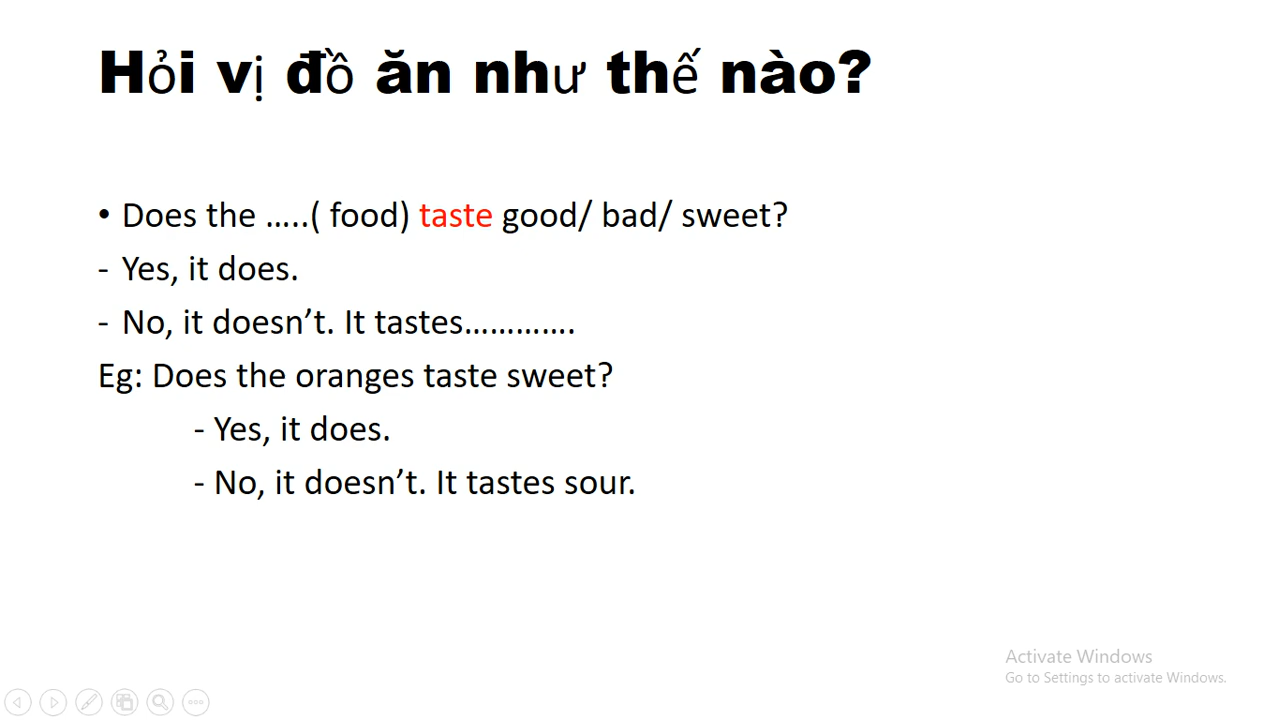 Hỏi vị đồ ăn như thế nào?
• Does the …..( food) taste good/ bad/ sweet?
- Yes, it does.
- No, it doesn’t. It tastes………….
Eg: Does the oranges taste sweet?
- Yes, it does.
- No, it doesn’t. It tastes sour.
Activate Windows
Go to Settings to activate Windows.